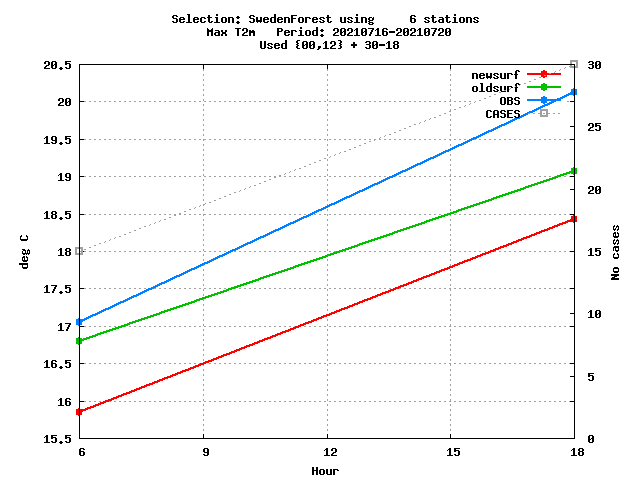 Selection: SwedenForest using     6 stations
Max T2m   Period: 20210716-20210720
Used {00,12} + 30-18
newsurf
oldsurf
OBS
CASES
deg C
20.5
20
19.5
19
18.5
18
17.5
17
16.5
16
15.5
No cases
30
25
20
15
10
5
0
6 9 12 15 18
Hour